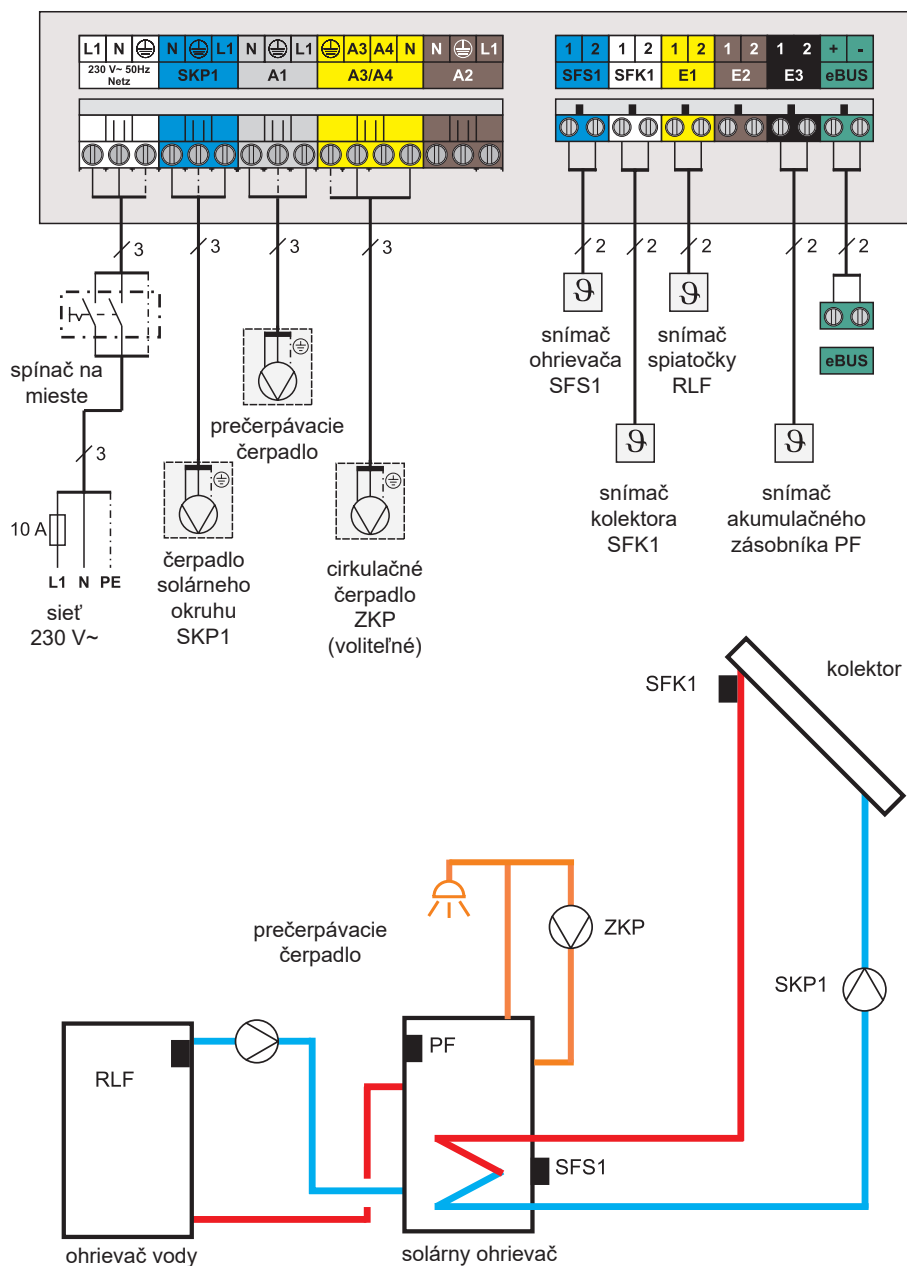 L1 N N L1 N L1 A3 A4 N N L1
230 V~ 50Hz
Netz
SKP1 A1 A3/A4 A2
1 2 1 2 1 2 1 2 1 2 + -
SFS1 SFK1 E1 E2 E3 eBUS
3 3 3 3 2 2 2 2 2
spínač na
mieste
3
10 A
L1 N PE
sieť
230 V~
čerpadlo
solárneho
okruhu
SKP1
prečerpávacie
čerpadlo
cirkulačné
čerpadlo
ZKP
(voliteľné)
ϑ
snímač
ohrievača
SFS1
ϑ
snímač
spiatočky
RLF
eBUS
ϑ
snímač
kolektora
SFK1
ϑ
snímač
akumulačného
zásobníka PF
SFK1
kolektor
prečerpávacie
čerpadlo
ZKP
SKP1
RLF
PF
SFS1
ohrievač vody
solárny ohrievač